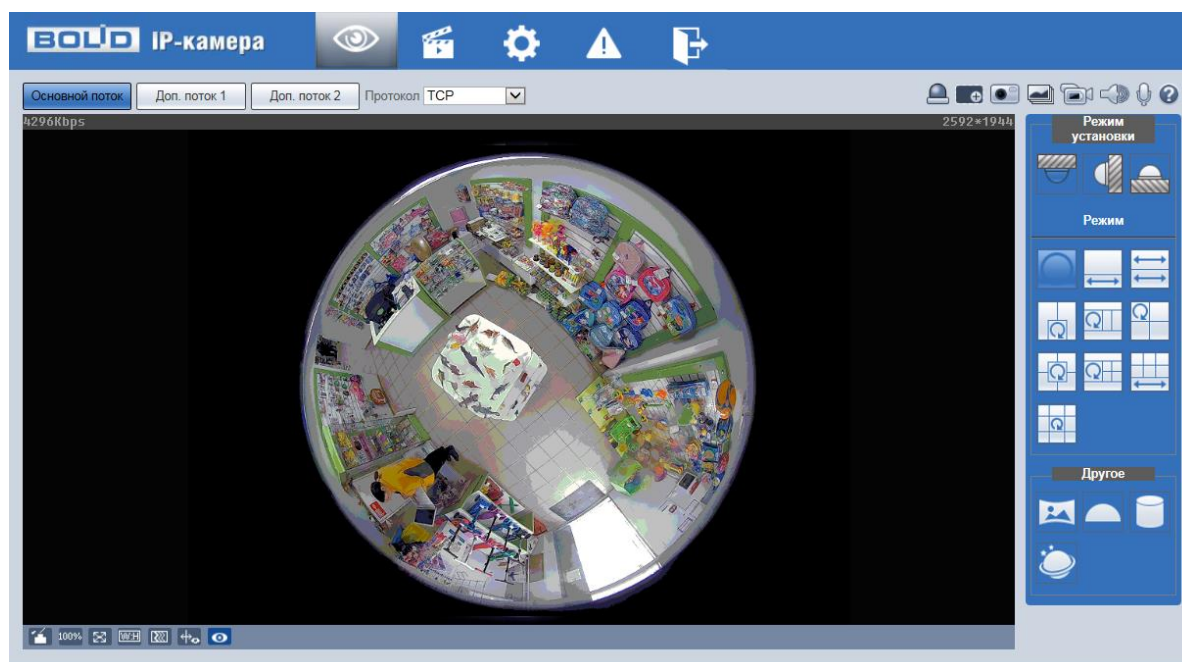 BOLID IP-камера
Основной поток Доп. поток 1 Доп. поток 2 Протокол TCP
4296Kbps 2592*1944
Режим
установки
Режим
Другое
100% W:H